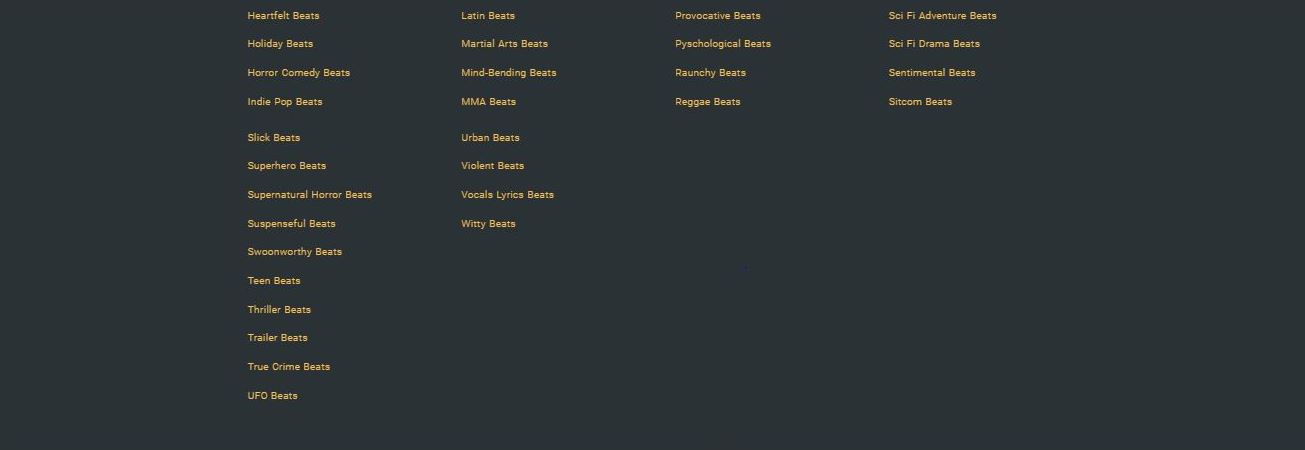 Heartfelt Beats
Holiday Beats
Horror Comedy Beats
Indie Pop Beats
Latin Beats
Martial Arts Beats
Mind-Bending Beats
MMA Beats
Provocative Beats
Pyschological Beats
Raunchy Beats
Reggae Beats
Sci Fi Adventure Beats
Sci Fi Drama Beats
Sentimental Beats
Sitcom Beats
Slick Beats
Superhero Beats
Supernatural Horror Beats
Suspenseful Beats
Swoonworthy Beats
Teen Beats
Thriller Beats
Trailer Beats
True Crime Beats
UFO Beats
Urban Beats
Violent Beats
Vocals Lyrics Beats
Witty Beats